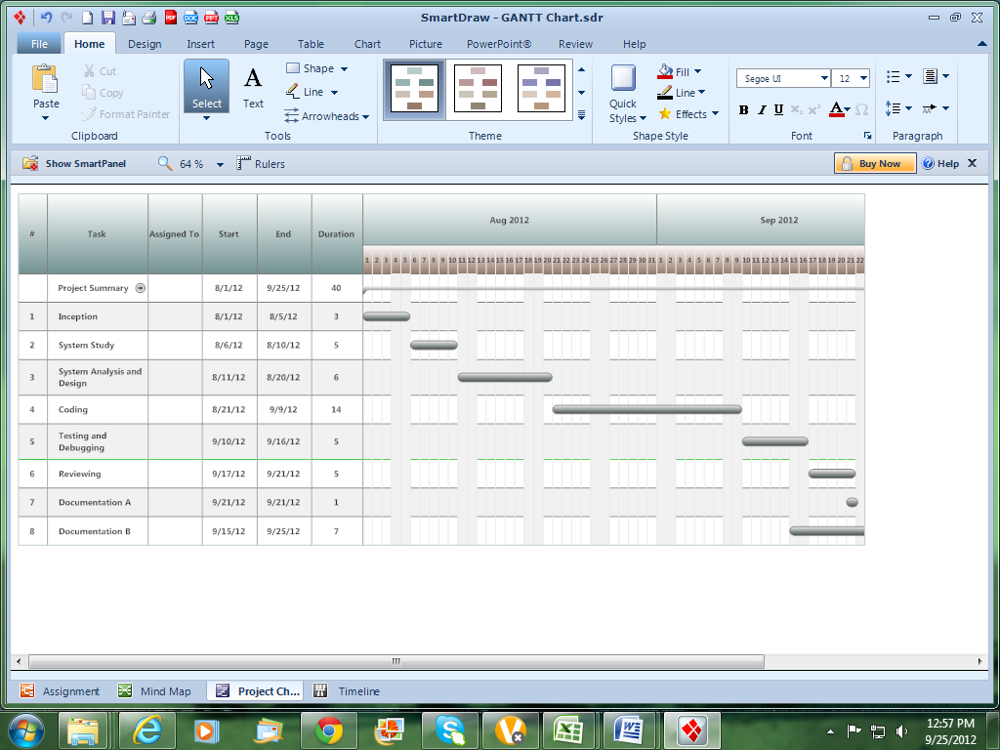 SmartDraw - GANTT Chart.sdr
PDF DOC PPT XLS
File Home Design Insert Page Table Chart Picture PowerPoint® Review Help
Paste
Cut
Copy
Format Painter
Clipboard
Select
A
Text
Shape
Line
Arrowheads
Tools
Theme
Quick
Styles
Fill
Line
Effects
Shape Style
Segoe UI 12
B I U X₂ X² A Ω
Font
Paragraph
Show SmartPanel 64 % Rulers Buy Now Help X
# Task Assigned To Start End Duration Aug 2012 Sep 2012
1 2 3 4 5 6 7 8 9 10 11 12 13 14 15 16 17 18 19 20 21 22 23 24 25 26 27 28 29 30 31 1 2 3 4 5 6 7 8 9 10 11 12 13 14 15 16 17 18 19 20 21 22
Project Summary 8/1/12 9/25/12 40
1 Inception 8/1/12 8/5/12 3
2 System Study 8/6/12 8/10/12 5
3 System Analysis and
Design 8/11/12 8/20/12 6
4 Coding 8/21/12 9/9/12 14
5 Testing and
Debugging 9/10/12 9/16/12 5
6 Reviewing 9/17/12 9/21/12 5
7 Documentation A 9/21/12 9/21/12 1
8 Documentation B 9/15/12 9/25/12 7
Assignment Mind Map Project Ch... Timeline
12:57 PM
9/25/2012